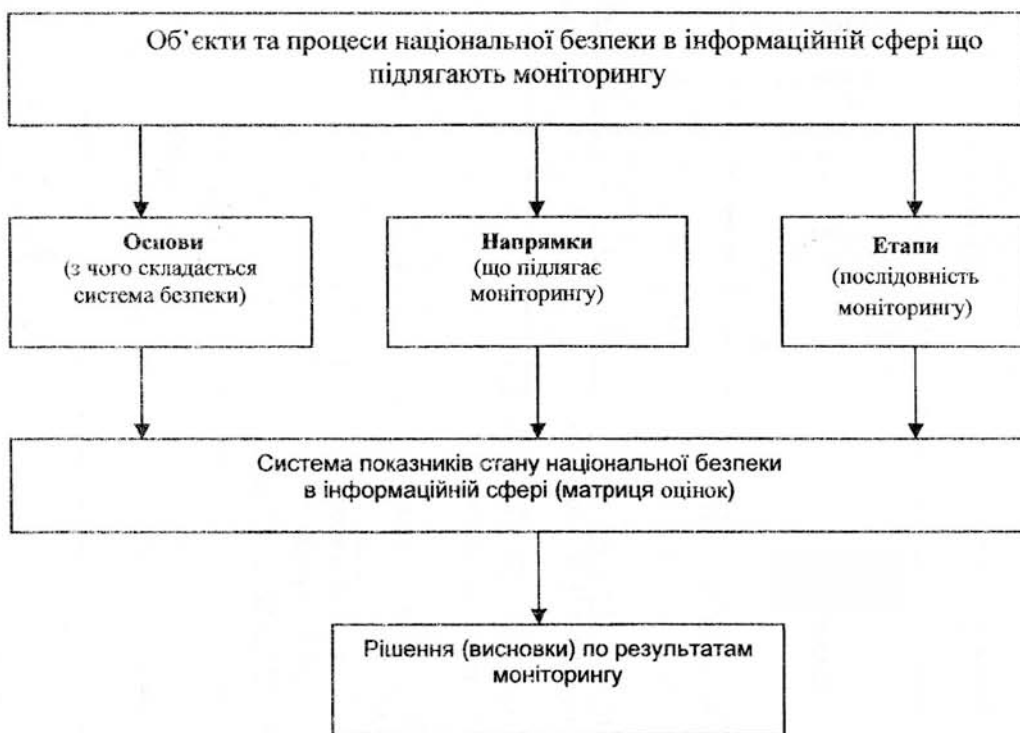 Об’єкти та процеси національної безпеки в інформаційній сфері що
підлягають моніторингу
Основи
(з чого складається
система безпеки)
Напрямки
(що підлягає
моніторингу)
Етапи
(послідовність
моніторингу)
Система показників стану національної безпеки
в інформаційній сфері (матриця оцінок)
Рішення (висновки) по результатам
моніторингу